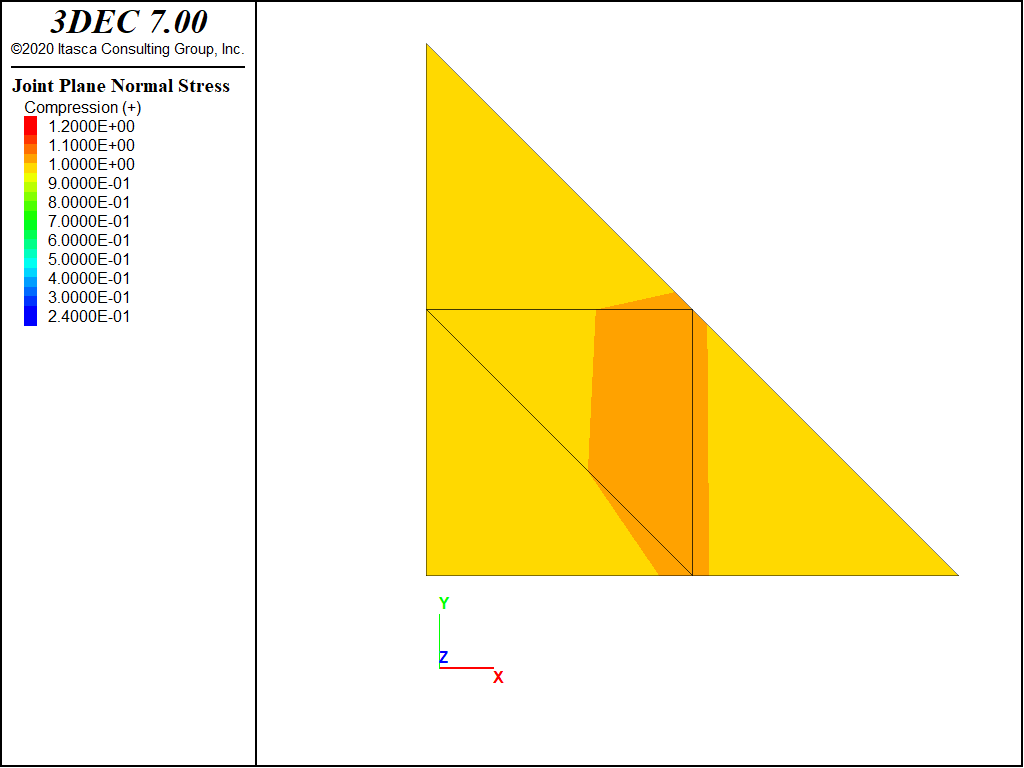 3DEC 7.00
©2020 Itasca Consulting Group, Inc.
Joint Plane Normal Stress
Compression (+)
1.2000E+00
1.1000E+00
1.0000E+00
9.0000E-01
8.0000E-01
7.0000E-01
6.0000E-01
5.0000E-01
4.0000E-01
3.0000E-01
2.4000E-01
Y
Z
X